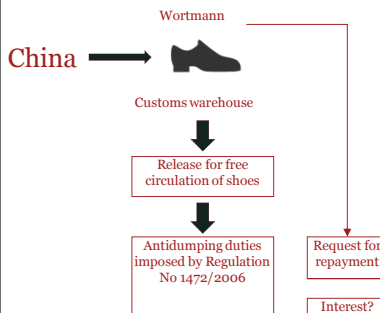 Wortmann
China
Customs warehouse
Release for free
circulation of shoes
Antidumping duties
imposed by Regulation
No 1472/2006
Request for
repayment
Interest?